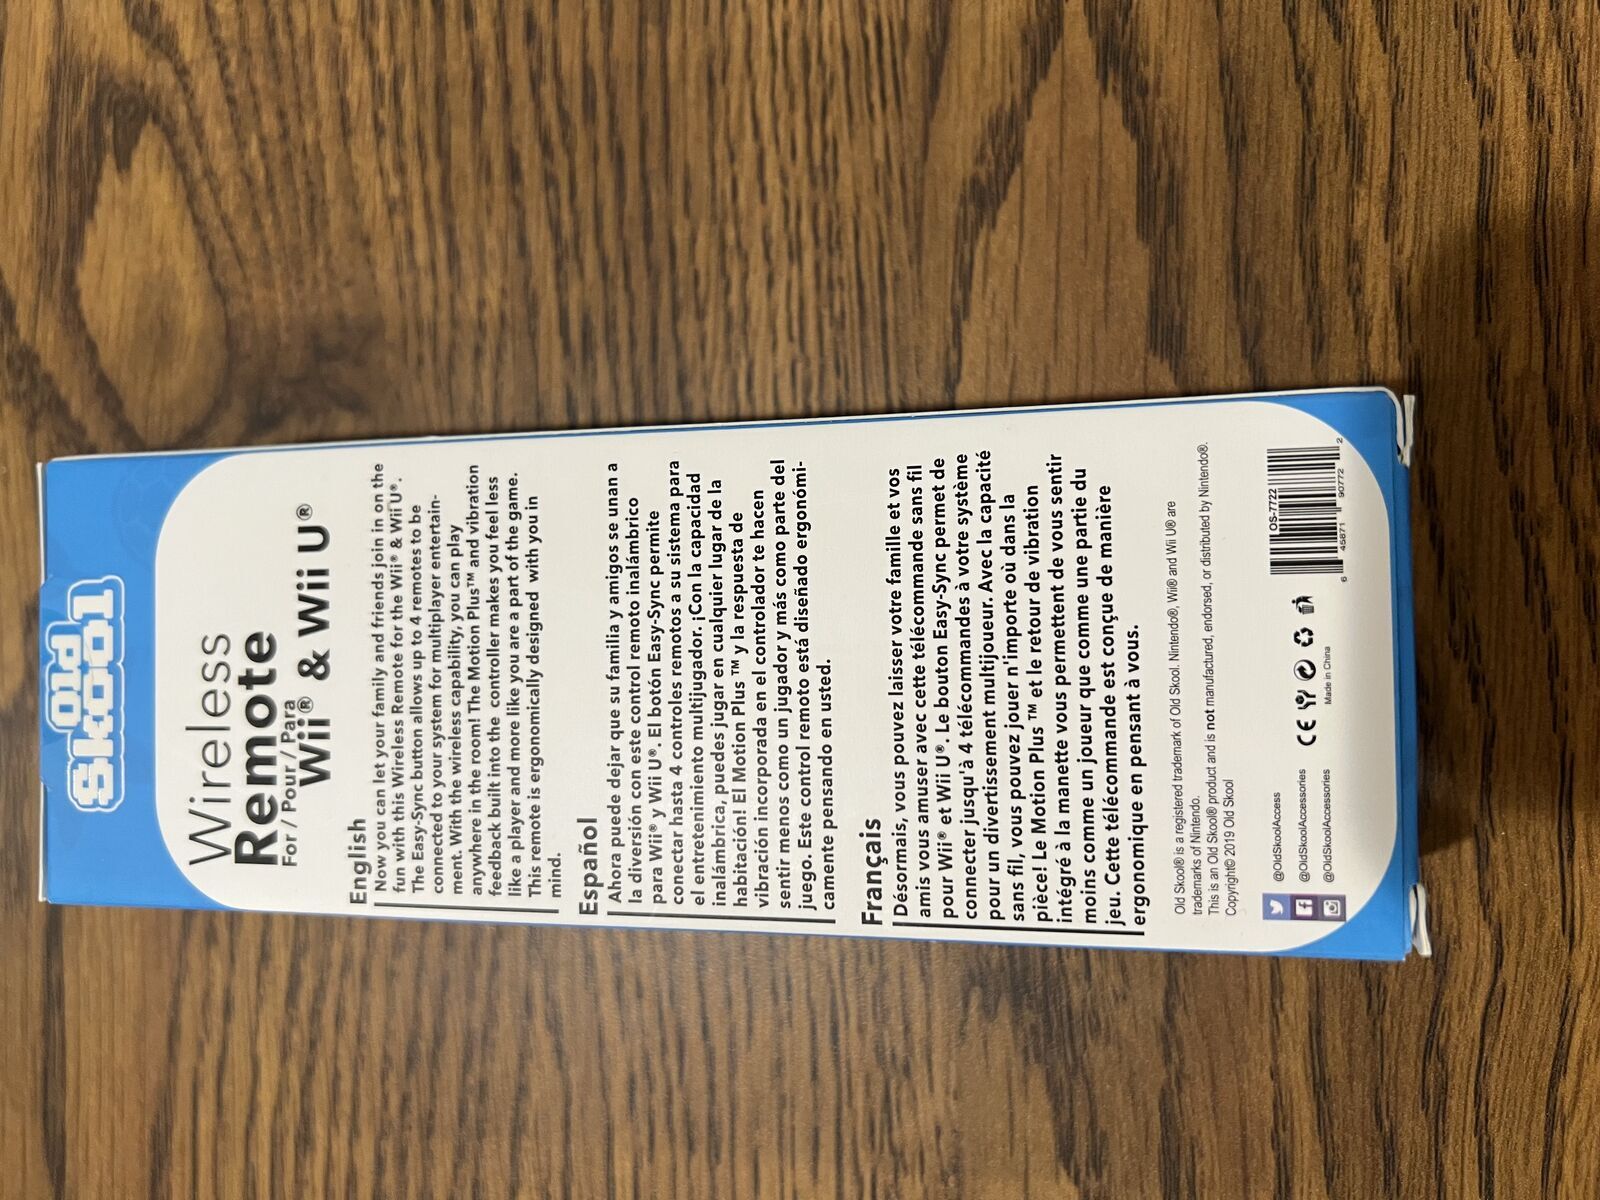 Old
Skool
Wireless
Remote
For / Pour / Para
Wii® & Wii U®
English
Now you can let your family and friends join in on the
fun with this Wireless Remote for the Wii® & Wii U®.
The Easy-Sync button allows up to 4 remotes to be
connected to your system for multiplayer entertain-
ment. With the wireless capability, you can play
anywhere in the room! The Motion Plus™ and vibration
feedback built into the controller makes you feel less
like a player and more like you are a part of the game.
This remote is ergonomically designed with you in
mind.
Español
Ahora puede dejar que su familia y amigos se unan a
la diversión con este control remoto inalámbrico
para Wii® y Wii U®. El botón Easy-Sync permite
conectar hasta 4 controles remotos a su sistema para
el entretenimiento multijugador. ¡Con la capacidad
inalámbrica, puedes jugar en cualquier lugar de la
habitación! El Motion Plus ™ y la respuesta de
vibración incorporada en el controlador te hacen
sentir menos como un jugador y más como parte del
juego. Este control remoto está diseñado ergonómi-
camente pensando en usted.
Français
Désormais, vous pouvez laisser votre famille et vos
amis vous amuser avec cette télécommande sans fil
pour Wii® et Wii U®. Le bouton Easy-Sync permet de
connecter jusqu'à 4 télécommandes à votre système
pour un divertissement multijoueur. Avec la capacité
sans fil, vous pouvez jouer n'importe où dans la
pièce! Le Motion Plus ™ et le retour de vibration
intégré à la manette vous permettent de vous sentir
moins comme un joueur que comme une partie du
jeu. Cette télécommande est conçue de manière
ergonomique en pensant à vous.
Old Skool® is a registered trademark of Old Skool. Nintendo®, Wii® and Wii U® are
trademarks of Nintendo.
This is an Old Skool® product and is not manufactured, endorsed, or distributed by Nintendo®.
Copyright© 2019 Old Skool
@OldSkoolAccess
@OldSkoolAccessories
@OldSkoolAccessories
CE
Made in China
OS-7722
6 45871 90772 2